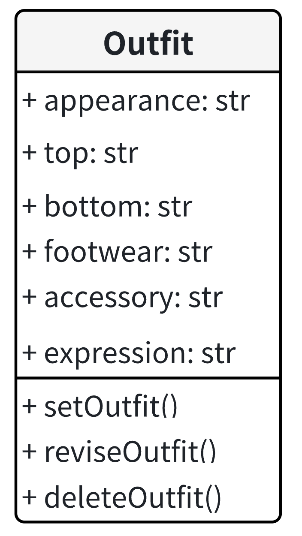 Outfit
+ appearance: str
+ top: str
+ bottom: str
+ footwear: str
+ accessory: str
+ expression: str
+ setOutfit()
+ reviseOutfit()
+ deleteOutfit()